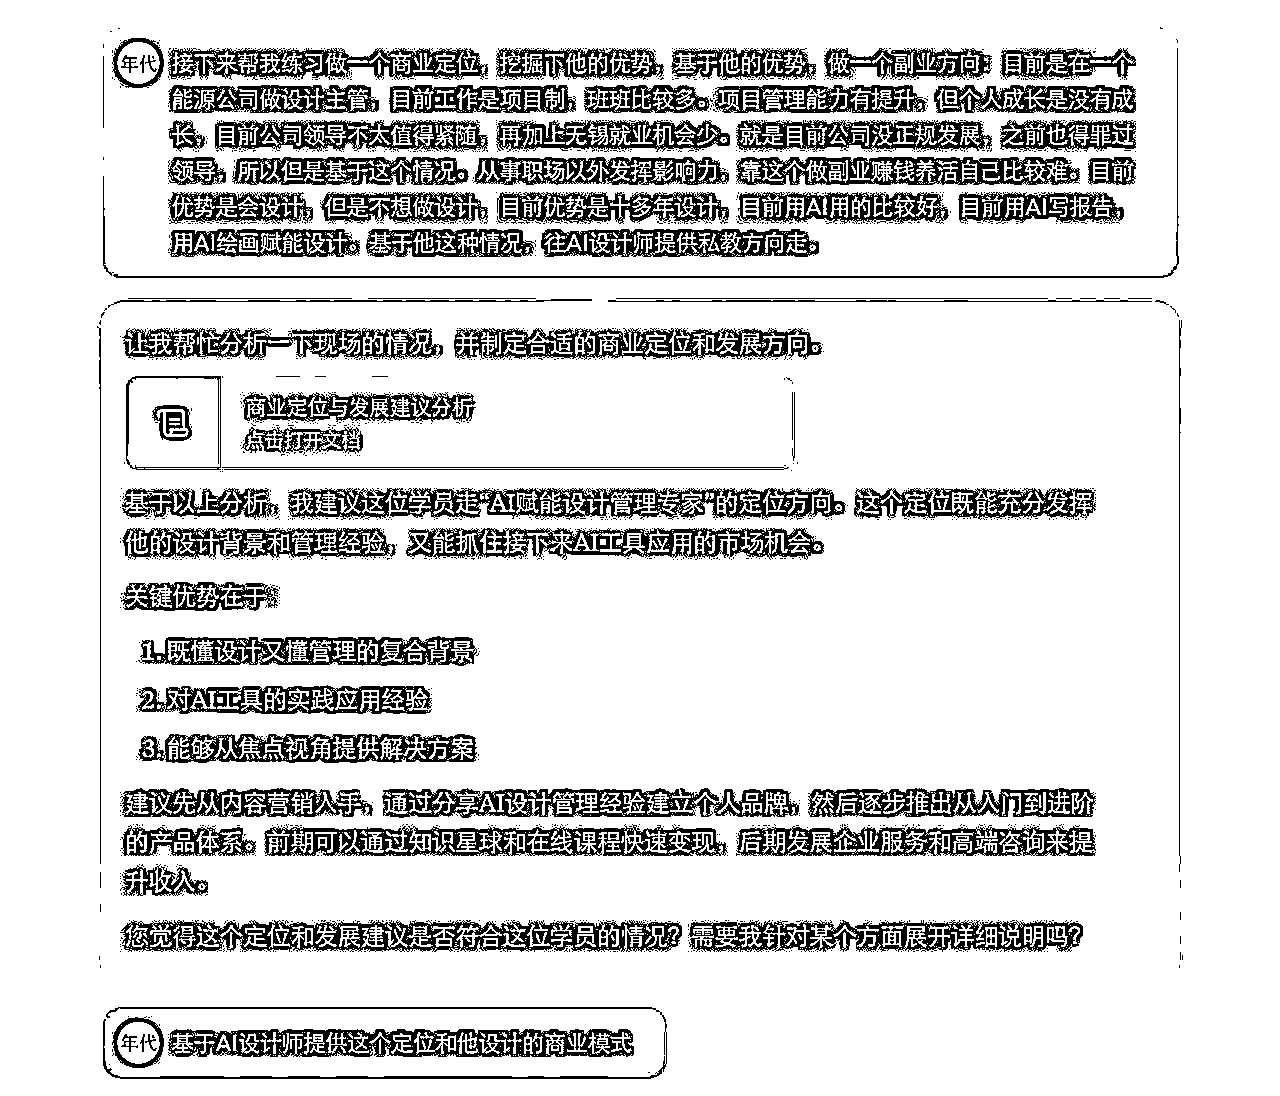 年代
接下来帮我练习做一个商业定位，挖掘下他的优势，基于他的优势，做一个副业方向：目前是在一个
能源公司做设计主管，目前工作是项目制，班班比较多。项目管理能力有提升，但个人成长是没有成
长，目前公司领导不太值得紧随，再加上无锡就业机会少。就是目前公司没正规发展，之前也得罪过
领导，所以但是基于这个情况。从事职场以外发挥影响力，靠这个做副业赚钱养活自己比较难。目前
优势是会设计，但是不想做设计，目前优势是十多年设计，目前用AI用的比较好，目前用AI写报告，
用AI绘画赋能设计。基于他这种情况，往AI设计师提供私教方向走。
让我帮忙分析一下现场的情况，并制定合适的商业定位和发展方向。
商业定位与发展建议分析
点击打开文档
基于以上分析，我建议这位学员走“AI赋能设计管理专家”的定位方向。这个定位既能充分发挥
他的设计背景和管理经验，又能抓住接下来AI工具应用的市场机会。
关键优势在于：
1. 既懂设计又懂管理的复合背景
2. 对AI工具的实践应用经验
3. 能够从焦点视角提供解决方案
建议先从内容营销入手，通过分享AI设计管理经验建立个人品牌，然后逐步推出从入门到进阶
的产品体系。前期可以通过知识星球和在线课程快速变现，后期发展企业服务和高端咨询来提
升收入。
您觉得这个定位和发展建议是否符合这位学员的情况？需要我针对某个方面展开详细说明吗？
年代
基于AI设计师提供这个定位和他设计的商业模式